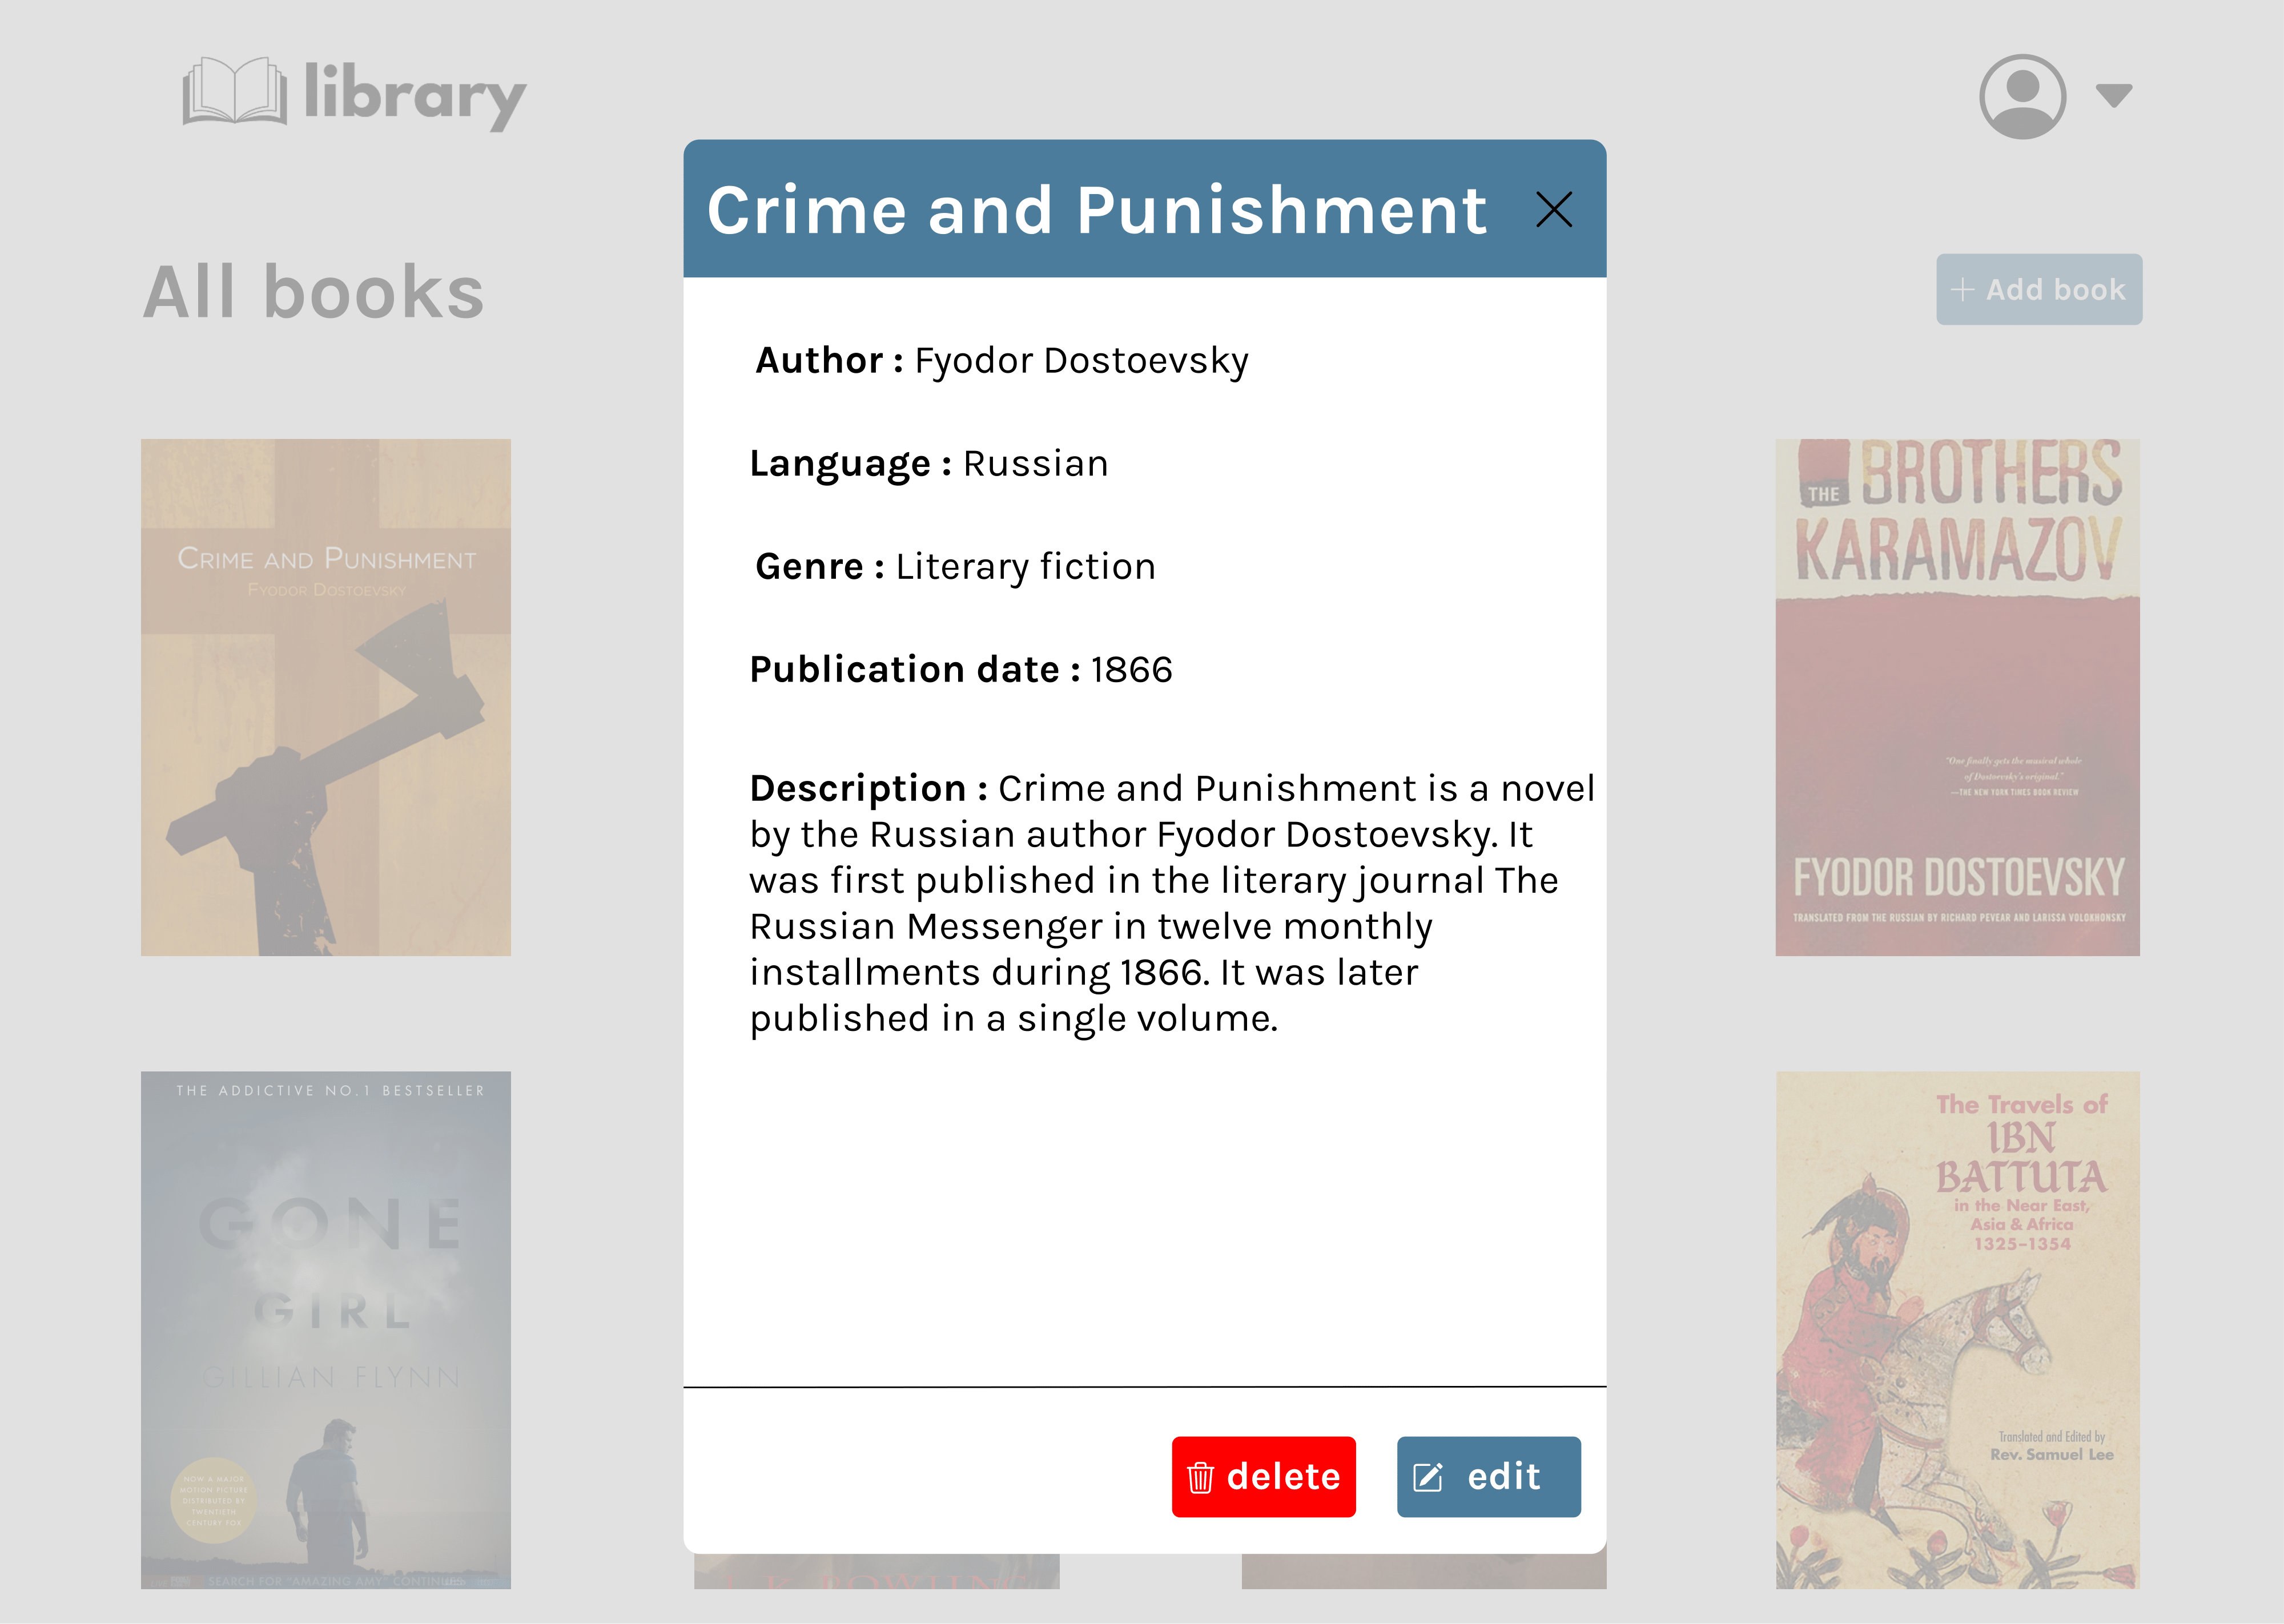 library
Crime and Punishment
All books
Add book
Author : Fyodor Dostoevsky
Language : Russian
Genre : Literary fiction
Publication date : 1866
Description : Crime and Punishment is a novel
by the Russian author Fyodor Dostoevsky. It
was first published in the literary journal The
Russian Messenger in twelve monthly
installments during 1866. It was later
published in a single volume.
delete
edit
CRIME AND PUNISHMENT
FYODOR DOSTOEVSKY
THE BROTHERS
KARAMAZOV
"One finally gets the musical whole
of Dostoevsky's original."
—THE NEW YORK TIMES BOOK REVIEW
FYODOR DOSTOEVSKY
TRANSLATED FROM THE RUSSIAN BY RICHARD PEVEAR AND LARISSA VOLOKHONSKY
THE ADDICTIVE NO.1 BESTSELLER
GONE
GIRL
GILLIAN FLYNN
NOW A MAJOR
MOTION PICTURE
DISTRIBUTED BY
TWENTIETH
CENTURY FOX
SEARCH FOR "AMAZING AMY" CONTINUES
J. K. ROWLING
The Travels of
IBN
BATTUTA
in the Near East,
Asia & Africa
1325–1354
Translated and Edited by
Rev. Samuel Lee